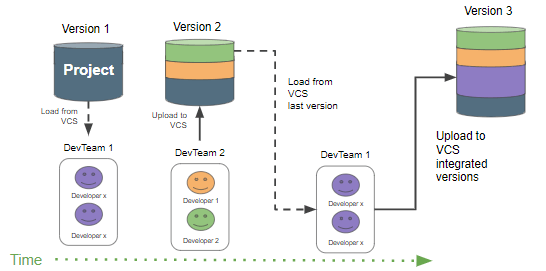 Version 1
Project
Load from
VCS
DevTeam 1
Developer x
Developer x
Version 2
Upload to
VCS
DevTeam 2
Developer 1
Developer 2
Load from
VCS
last version
DevTeam 1
Developer x
Developer x
Version 3
Upload to
VCS
integrated
versions
Time